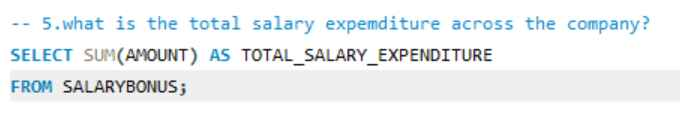 -- 5.what is the total salary expemditure across the company?
SELECT SUM(AMOUNT) AS TOTAL_SALARY_EXPENDITURE
FROM SALARYBONUS;